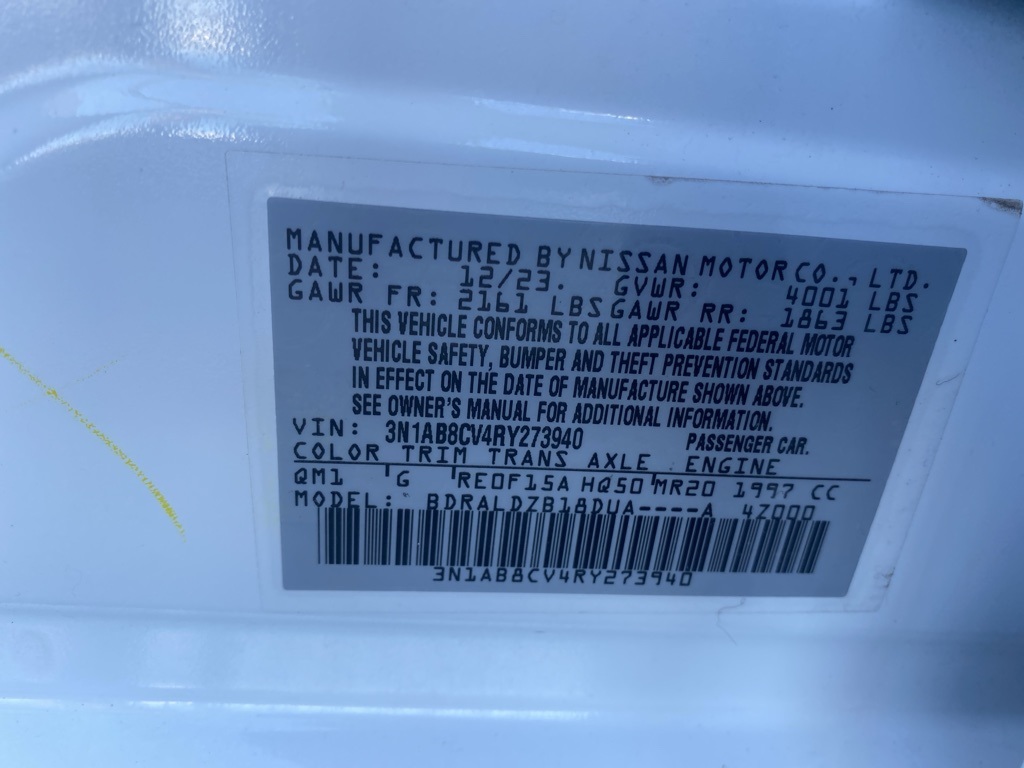 MANUFACTURED BY NISSAN MOTOR CO., LTD.
DATE: 12/23. GVWR: 4001 LBS
GAWR FR: 2161 LBS GAWR RR: 1863 LBS
THIS VEHICLE CONFORMS TO ALL APPLICABLE FEDERAL MOTOR
VEHICLE SAFETY, BUMPER AND THEFT PREVENTION STANDARDS
IN EFFECT ON THE DATE OF MANUFACTURE SHOWN ABOVE.
SEE OWNER'S MANUAL FOR ADDITIONAL INFORMATION.
VIN: 3N1AB8CV4RY273940 PASSENGER CAR.
COLOR TRIM TRANS AXLE ENGINE
QM1 G RE0F15A HQ50 MR20 1997 CC
MODEL: BDRALDZB18DUA----A 4Z000
3N1AB8CV4RY273940